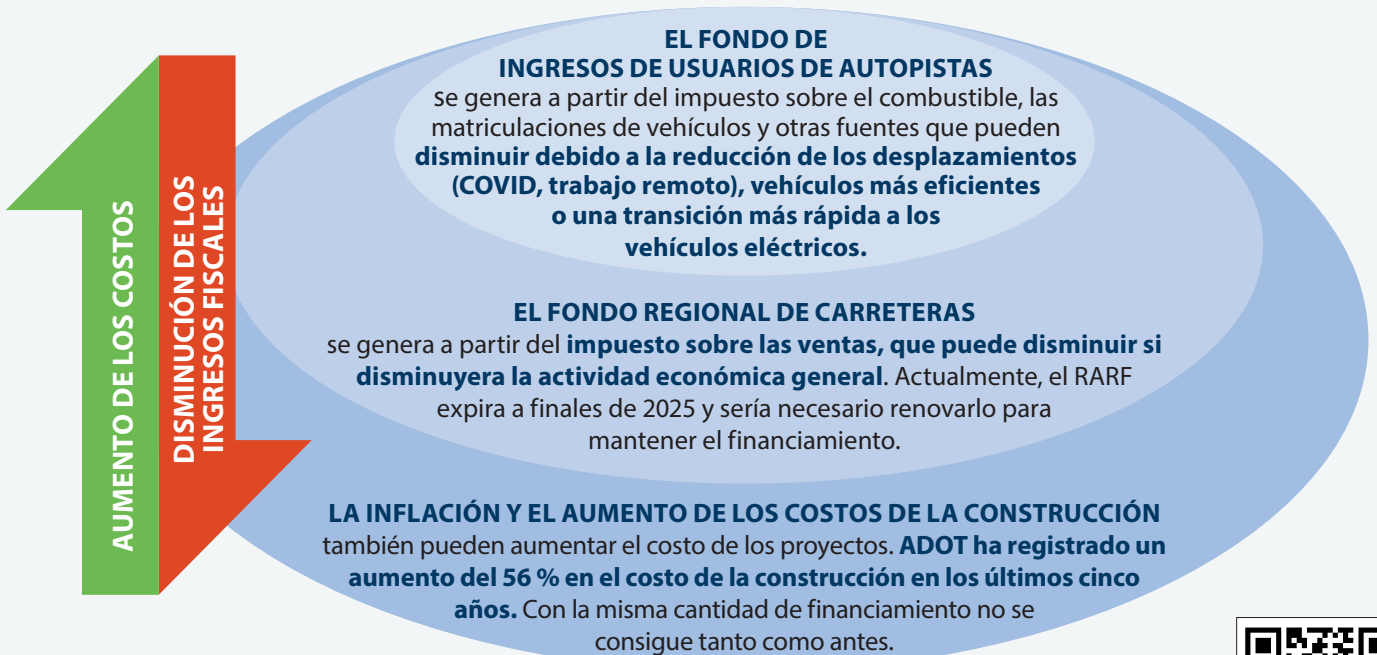 AUMENTO DE LOS COSTOS
DISMINUCIÓN DE LOS
INGRESOS FISCALES
EL FONDO DE
INGRESOS DE USUARIOS DE AUTOPISTAS
se genera a partir del impuesto sobre el combustible, las
matriculaciones de vehículos y otras fuentes que pueden
disminuir debido a la reducción de los desplazamientos
(COVID, trabajo remoto), vehículos más eficientes
o una transición más rápida a los
vehículos eléctricos.
EL FONDO REGIONAL DE CARRETERAS
se genera a partir del impuesto sobre las ventas, que puede disminuir si
disminuyera la actividad económica general. Actualmente, el RARF
expira a finales de 2025 y sería necesario renovarlo para
mantener el financiamiento.
LA INFLACIÓN Y EL AUMENTO DE LOS COSTOS DE LA CONSTRUCCIÓN
también pueden aumentar el costo de los proyectos. ADOT ha registrado un
aumento del 56 % en el costo de la construcción en los últimos cinco
años. Con la misma cantidad de financiamiento no se
consigue tanto como antes.